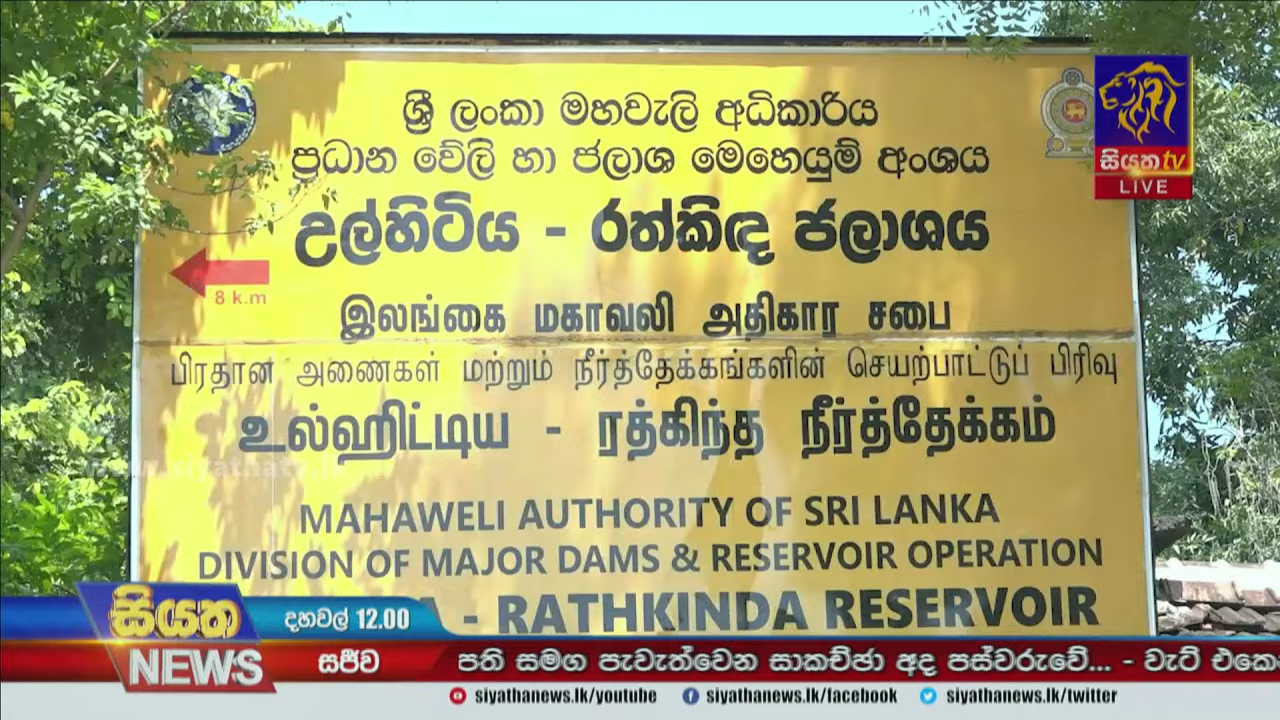 ශ්‍රී ලංකා මහවැලි අධිකාරිය
ප්‍රධාන වේලි හා ජලාශ මෙහෙයුම් අංශය
උල්හිටිය - රත්කිඳ ජලාශය
8 k.m
இலங்கை மகாவலி அதிகார சபை
பிரதான அணைகள் மற்றும் நீர்த்தேக்கங்களின் செயற்பாட்டுப் பிரிவு
உல்ஹிட்டிய - ரத்கிந்த நீர்த்தேக்கம்
MAHAWELI AUTHORITY OF SRI LANKA
DIVISION OF MAJOR DAMS & RESERVOIR OPERATION
- RATHKINDA RESERVOIR
සියත tv
LIVE
www.siyathatv.lk
සියත
NEWS
දහවල් 12.00
සජීව
පති සමග පැවැත්වෙන සාකච්ඡා අද පස්වරුවේ... - වැට් එකෙ
siyathanews.lk/youtube
siyathanews.lk/facebook
siyathanews.lk/twitter